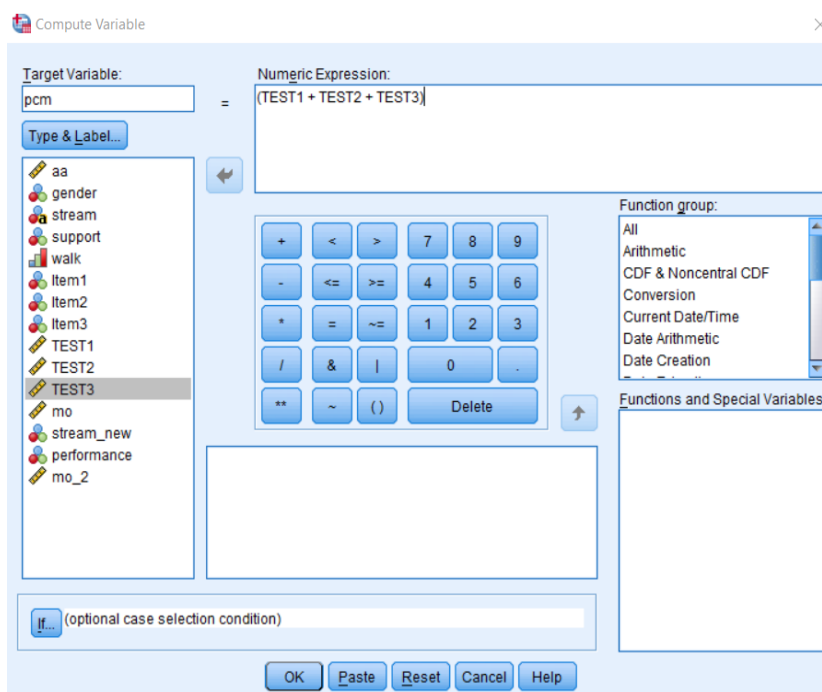 Compute Variable
Target Variable:
pcm
=
Numeric Expression:
(TEST1 + TEST2 + TEST3)
Type & Label...
aa
gender
stream
support
walk
Item1
Item2
Item3
TEST1
TEST2
TEST3
mo
stream_new
performance
mo_2
+ < > 7 8 9
- <= >= 4 5 6
* = ~= 1 2 3
/ & | 0 .
** ~ ( ) Delete
Function group:
All
Arithmetic
CDF & Noncentral CDF
Conversion
Current Date/Time
Date Arithmetic
Date Creation
Functions and Special Variables
If... (optional case selection condition)
OK Paste Reset Cancel Help